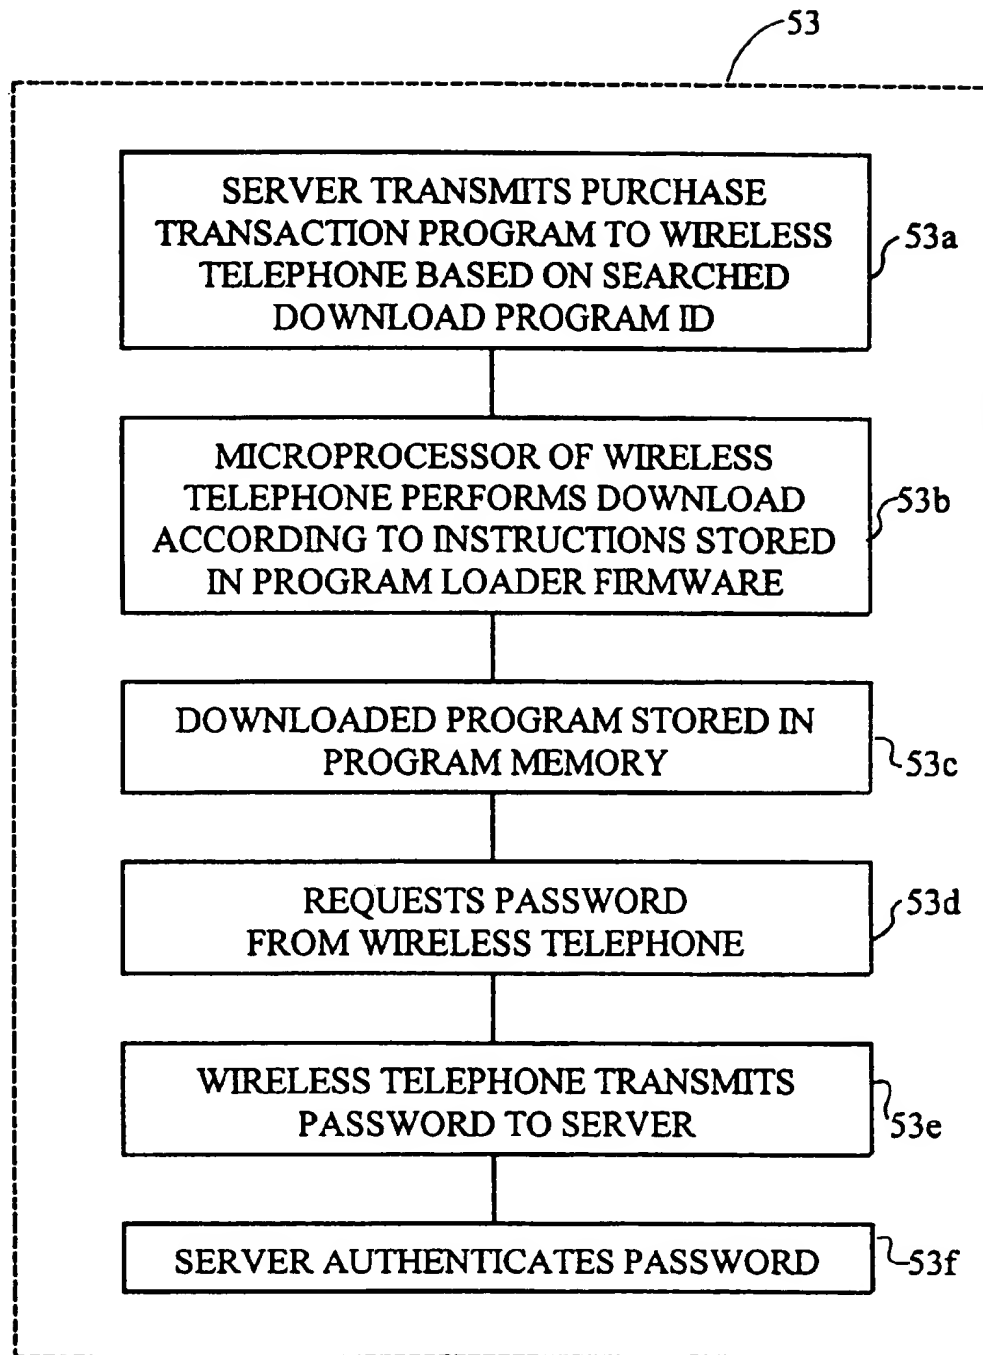 53
SERVER TRANSMITS PURCHASE
TRANSACTION PROGRAM TO WIRELESS
TELEPHONE BASED ON SEARCHED
DOWNLOAD PROGRAM ID
53a
MICROPROCESSOR OF WIRELESS
TELEPHONE PERFORMS DOWNLOAD
ACCORDING TO INSTRUCTIONS STORED
IN PROGRAM LOADER FIRMWARE
53b
DOWNLOADED PROGRAM STORED IN
PROGRAM MEMORY
53c
REQUESTS PASSWORD
FROM WIRELESS TELEPHONE
53d
WIRELESS TELEPHONE TRANSMITS
PASSWORD TO SERVER
53e
SERVER AUTHENTICATES PASSWORD
53f